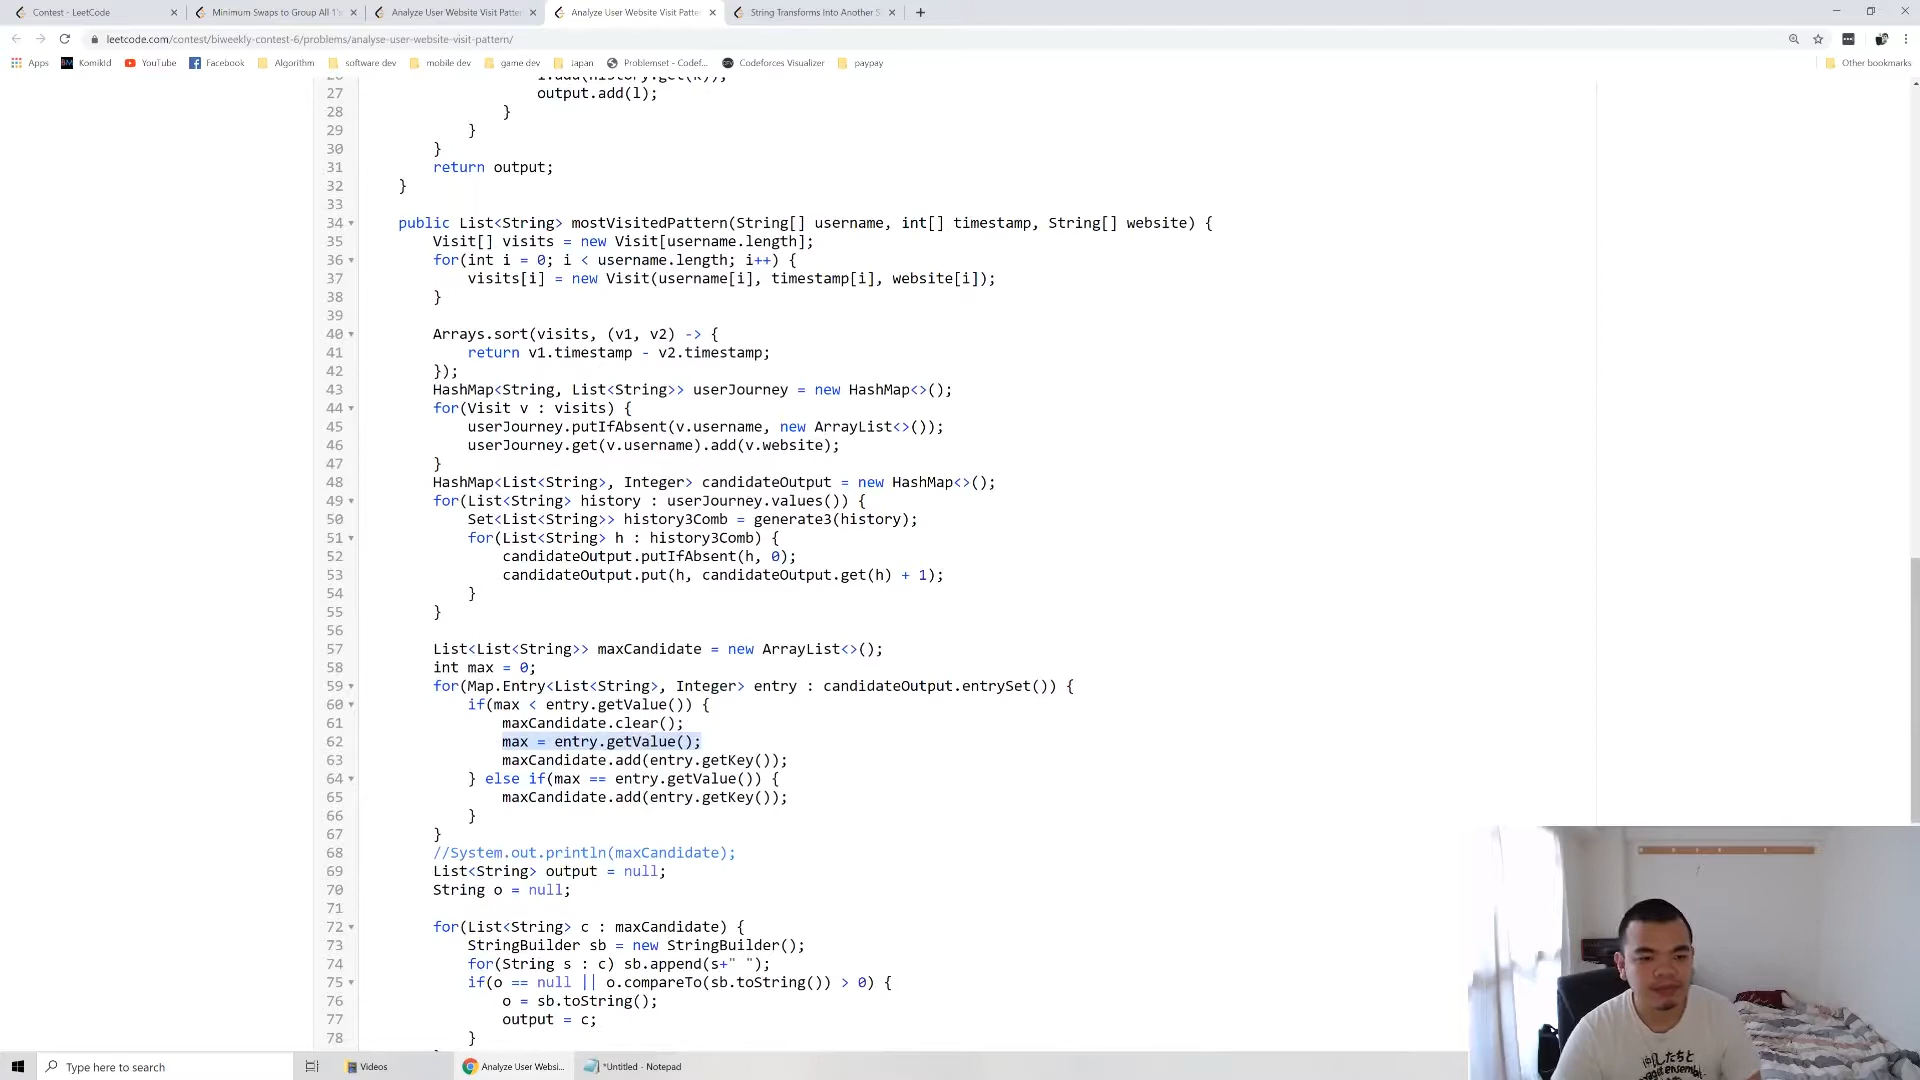 Contest - LeetCode
Minimum Swaps to Group All 1's
Analyze User Website Visit Patte
Analyze User Website Visit Patte
String Transforms Into Another S
leetcode.com/contest/biweekly-contest-6/problems/analyse-user-website-visit-pattern/
Apps
KomikId
YouTube
Facebook
Algorithm
software dev
mobile dev
game dev
Japan
Problemset - Codef...
Codeforces Visualizer
paypay
Other bookmarks
27 output.add(l);
28 }
29 }
30 }
31 return output;
32 }
33
34 public List<String> mostVisitedPattern(String[] username, int[] timestamp, String[] website) {
35 Visit[] visits = new Visit[username.length];
36 for(int i = 0; i < username.length; i++) {
37 visits[i] = new Visit(username[i], timestamp[i], website[i]);
38 }
39
40 Arrays.sort(visits, (v1, v2) -> {
41 return v1.timestamp - v2.timestamp;
42 });
43 HashMap<String, List<String>> userJourney = new HashMap<>();
44 for(Visit v : visits) {
45 userJourney.putIfAbsent(v.username, new ArrayList<>());
46 userJourney.get(v.username).add(v.website);
47 }
48 HashMap<List<String>, Integer> candidateOutput = new HashMap<>();
49 for(List<String> history : userJourney.values()) {
50 Set<List<String>> history3Comb = generate3(history);
51 for(List<String> h : history3Comb) {
52 candidateOutput.putIfAbsent(h, 0);
53 candidateOutput.put(h, candidateOutput.get(h) + 1);
54 }
55 }
56
57 List<List<String>> maxCandidate = new ArrayList<>();
58 int max = 0;
59 for(Map.Entry<List<String>, Integer> entry : candidateOutput.entrySet()) {
60 if(max < entry.getValue()) {
61 maxCandidate.clear();
62 max = entry.getValue();
63 maxCandidate.add(entry.getKey());
64 } else if(max == entry.getValue()) {
65 maxCandidate.add(entry.getKey());
66 }
67 }
68 //System.out.println(maxCandidate);
69 List<String> output = null;
70 String o = null;
71
72 for(List<String> c : maxCandidate) {
73 StringBuilder sb = new StringBuilder();
74 for(String s : c) sb.append(s+" ");
75 if(o == null || o.compareTo(sb.toString()) > 0) {
76 o = sb.toString();
77 output = c;
78 }
Type here to search
Videos
Analyze User Websi...
*Untitled - Notepad